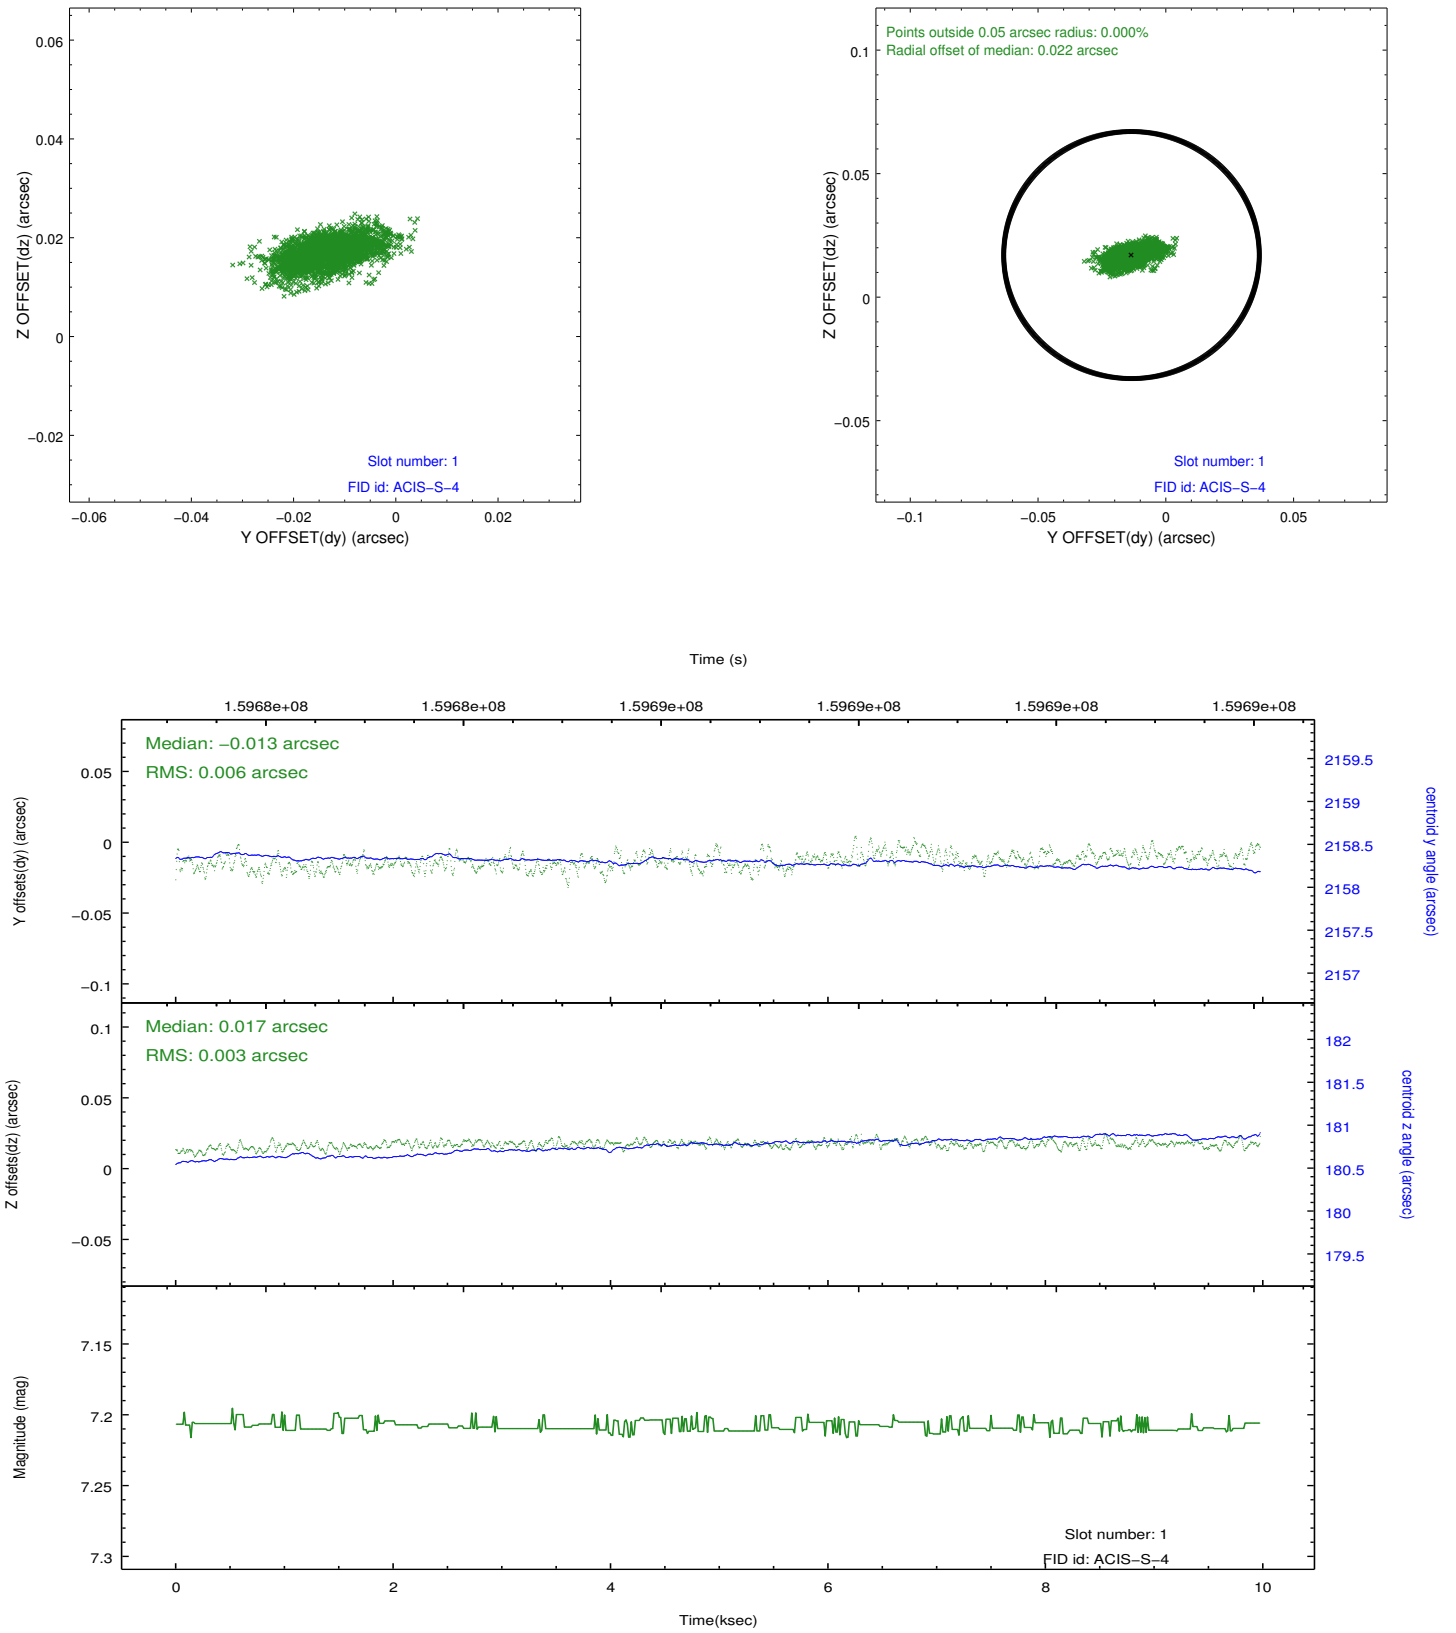 0.06
0.04
0.02
0
−0.02
Z OFFSET(dz) (arcsec)
Slot number: 1
FID id: ACIS−S−4
−0.06 −0.04 −0.02 0 0.02
Y OFFSET(dy) (arcsec)
Points outside 0.05 arcsec radius: 0.000%
Radial offset of median: 0.022 arcsec
0.1
0.05
0
−0.05
Z OFFSET(dz) (arcsec)
Slot number: 1
FID id: ACIS−S−4
−0.1 −0.05 0 0.05
Y OFFSET(dy) (arcsec)
Time (s)
1.5968e+08 1.5968e+08 1.5969e+08 1.5969e+08 1.5969e+08 1.5969e+08
Median: −0.013 arcsec
RMS: 0.006 arcsec
0.05
0
−0.05
−0.1
Y offsets(dy) (arcsec)
2159.5
2159
2158.5
2158
2157.5
2157
centroid y angle (arcsec)
Median: 0.017 arcsec
RMS: 0.003 arcsec
0.1
0.05
0
−0.05
Z offsets(dz) (arcsec)
182
181.5
181
180.5
180
179.5
centroid z angle (arcsec)
7.15
7.2
7.25
7.3
Magnitude (mag)
Slot number: 1
FID id: ACIS−S−4
0 2 4 6 8 10
Time(ksec)